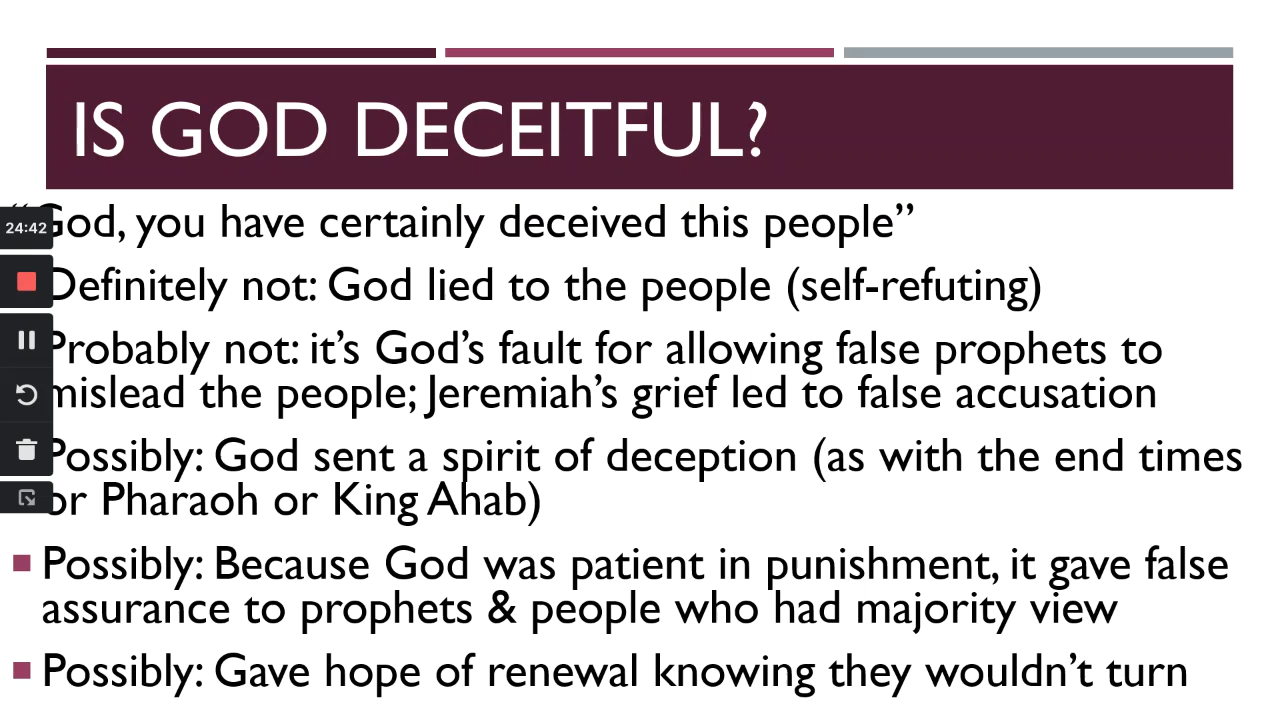 IS GOD DECEITFUL?
“God, you have certainly deceived this people”
24:42
Definitely not: God lied to the people (self-refuting)
Probably not: it’s God’s fault for allowing false prophets to
mislead the people; Jeremiah’s grief led to false accusation
Possibly: God sent a spirit of deception (as with the end times
or Pharaoh or King Ahab)
Possibly: Because God was patient in punishment, it gave false
assurance to prophets & people who had majority view
Possibly: Gave hope of renewal knowing they wouldn’t turn